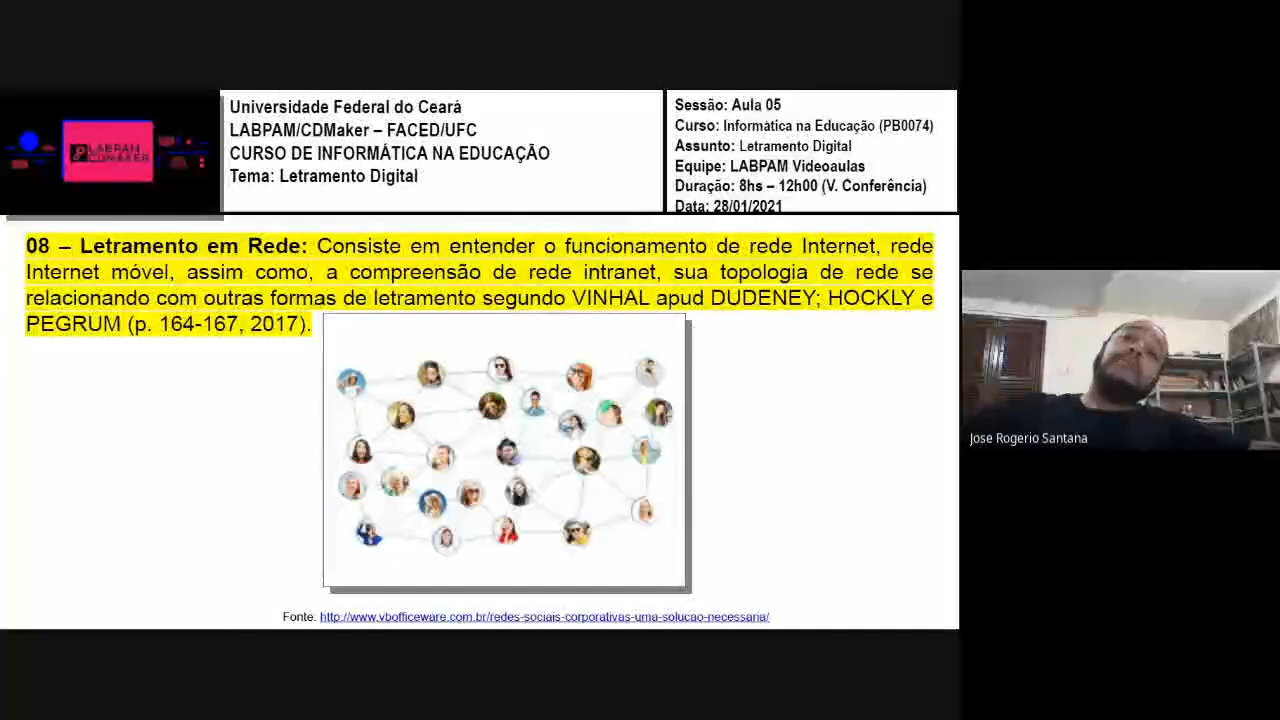 LABPAM
CDMAKER
Universidade Federal do Ceará
LABPAM/CDMaker – FACED/UFC
CURSO DE INFORMÁTICA NA EDUCAÇÃO
Tema: Letramento Digital
Sessão: Aula 05
Curso: Informática na Educação (PB0074)
Assunto: Letramento Digital
Equipe: LABPAM Videoaulas
Duração: 8hs – 12h00 (V. Conferência)
Data: 28/01/2021
08 – Letramento em Rede: Consiste em entender o funcionamento de rede Internet, rede
Internet móvel, assim como, a compreensão de rede intranet, sua topologia de rede se
relacionando com outras formas de letramento segundo VINHAL apud DUDENEY; HOCKLY e
PEGRUM (p. 164-167, 2017).
Fonte: http://www.vbofficeware.com.br/redes-sociais-corporativas-uma-solucao-necessaria/
Jose Rogerio Santana